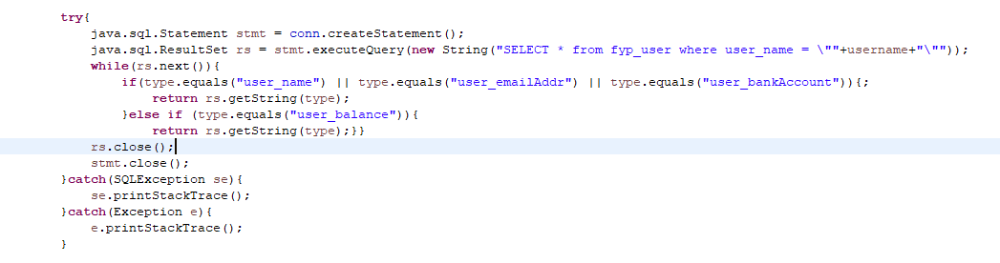 try{
    java.sql.Statement stmt = conn.createStatement();
    java.sql.ResultSet rs = stmt.executeQuery(new String("SELECT * from fyp_user where user_name = \""+username+"\""));
    while(rs.next()){
        if(type.equals("user_name") || type.equals("user_emailAddr") || type.equals("user_bankAccount")){;
            return rs.getString(type);
        }else if (type.equals("user_balance")){
            return rs.getString(type);}}
    rs.close();
    stmt.close();
}catch(SQLException se){
    se.printStackTrace();
}catch(Exception e){
    e.printStackTrace();
}